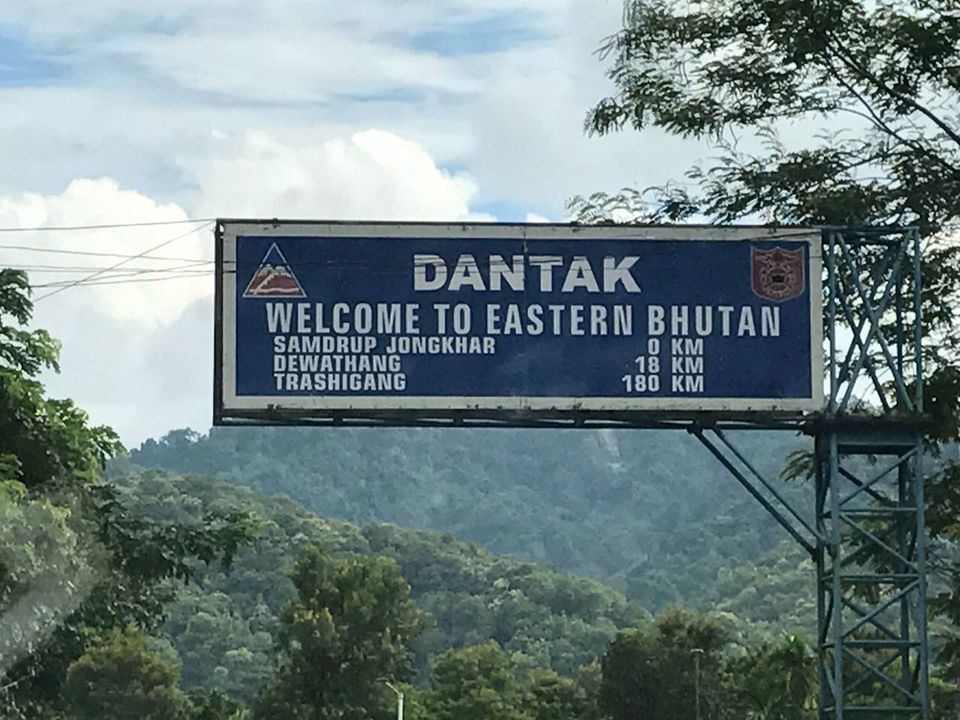 DANTAK
WELCOME TO EASTERN BHUTAN
SAMDRUP JONGKHAR 0 KM
DEWATHANG 18 KM
TRASHIGANG 180 KM